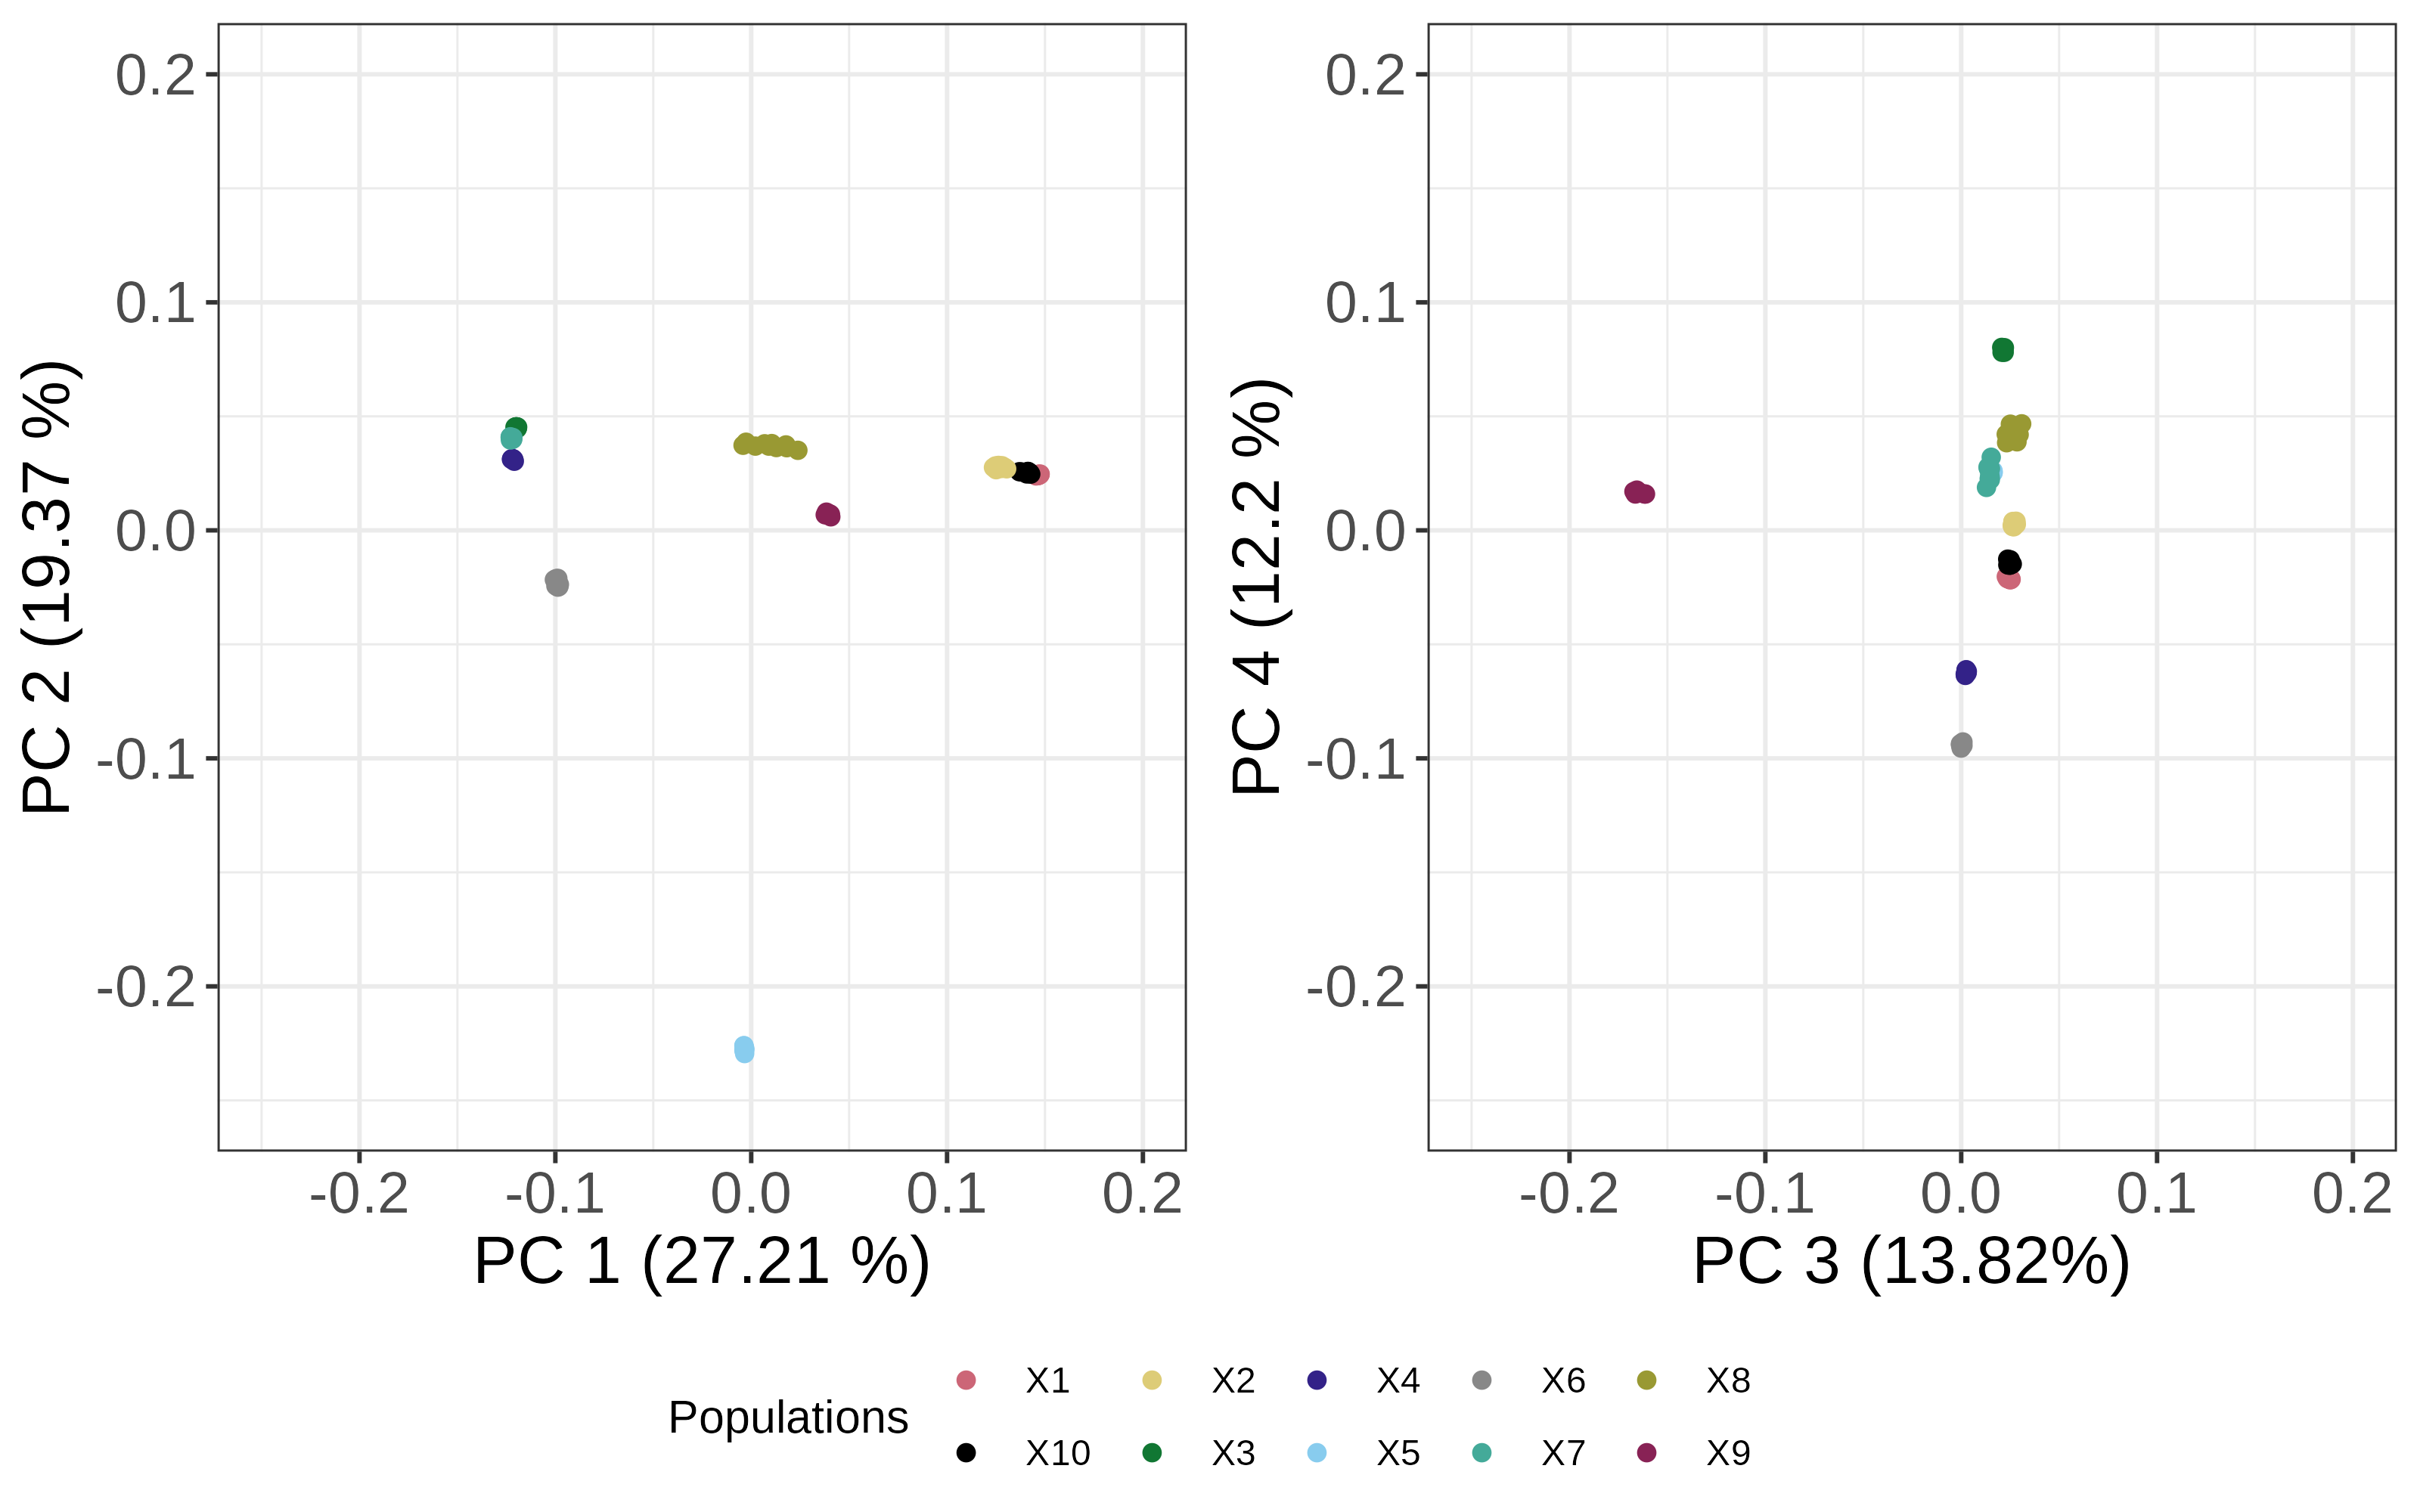 0.2
0.1
0.0
-0.1
-0.2
PC 2 (19.37 %)
-0.2 -0.1 0.0 0.1 0.2
PC 1 (27.21 %)
0.2
0.1
0.0
-0.1
-0.2
PC 4 (12.2 %)
-0.2 -0.1 0.0 0.1 0.2
PC 3 (13.82%)
Populations
X1 X2 X4 X6 X8
X10 X3 X5 X7 X9